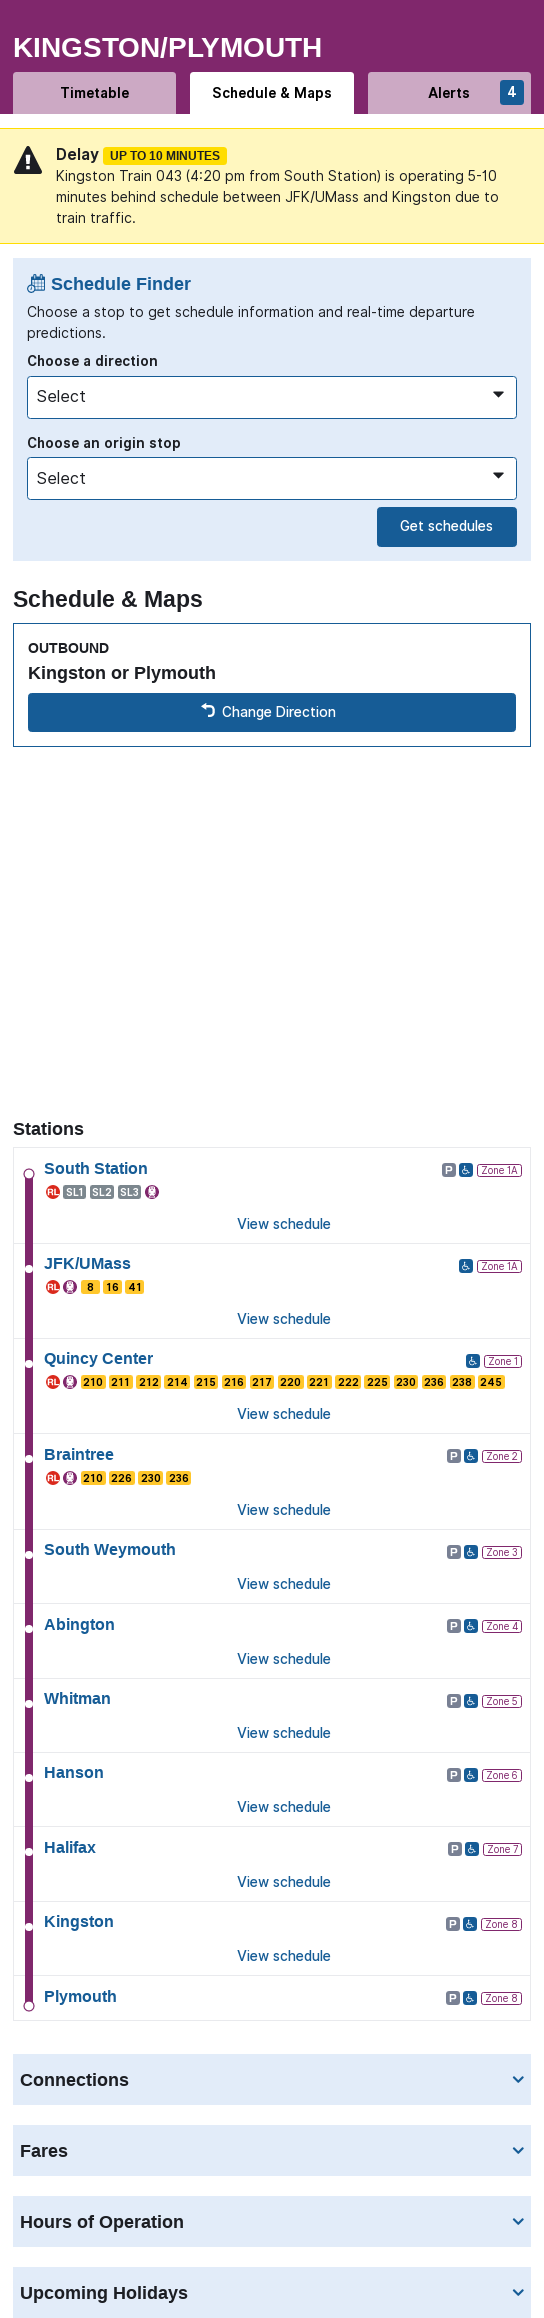 KINGSTON/PLYMOUTH
Timetable
Schedule & Maps
Alerts 4
Delay UP TO 10 MINUTES
Kingston Train 043 (4:20 pm from South Station) is operating 5-10
minutes behind schedule between JFK/UMass and Kingston due to
train traffic.
Schedule Finder
Choose a stop to get schedule information and real-time departure
predictions.
Choose a direction
Select
Choose an origin stop
Select
Get schedules
Schedule & Maps
OUTBOUND
Kingston or Plymouth
Change Direction
Stations
South Station P Zone 1A
RL SL1 SL2 SL3
View schedule
JFK/UMass Zone 1A
RL 8 16 41
View schedule
Quincy Center Zone 1
RL 210 211 212 214 215 216 217 220 221 222 225 230 236 238 245
View schedule
Braintree P Zone 2
RL 210 226 230 236
View schedule
South Weymouth P Zone 3
View schedule
Abington P Zone 4
View schedule
Whitman P Zone 5
View schedule
Hanson P Zone 6
View schedule
Halifax P Zone 7
View schedule
Kingston P Zone 8
View schedule
Plymouth P Zone 8
Connections
Fares
Hours of Operation
Upcoming Holidays